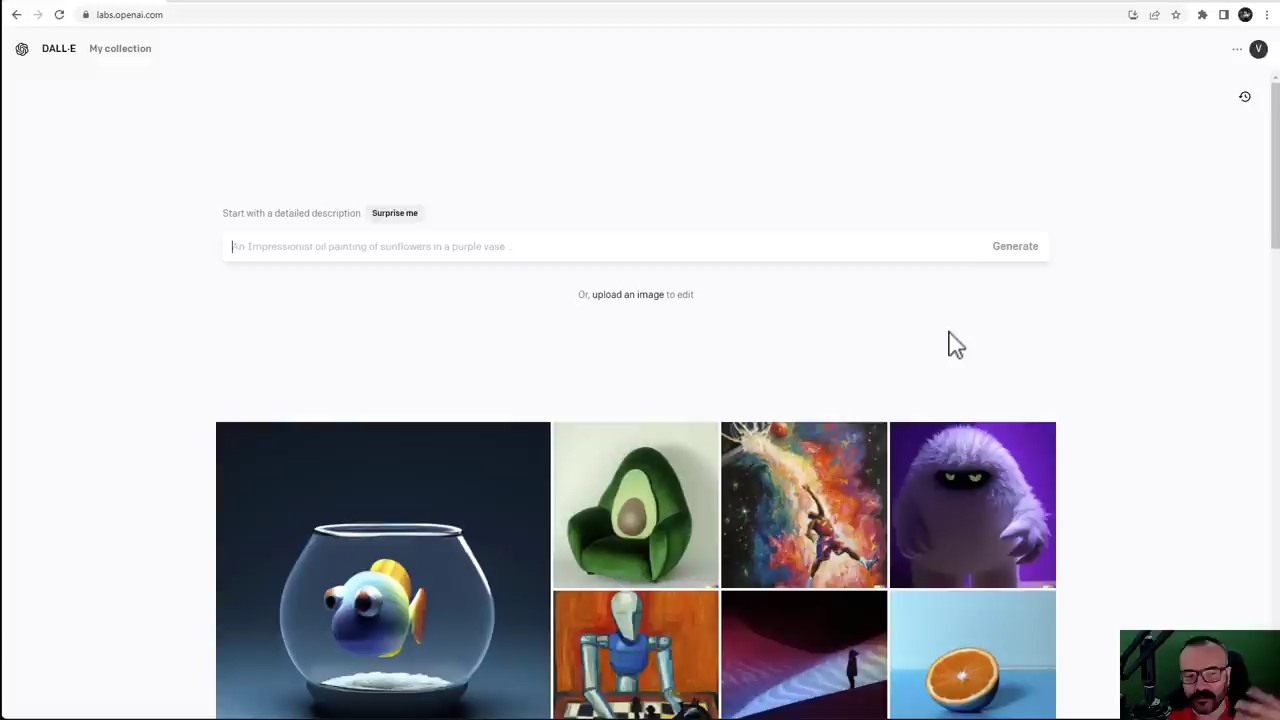 labs.openai.com
DALL·E My collection
V
Start with a detailed description Surprise me
An Impressionist oil painting of sunflowers in a purple vase ... Generate
Or, upload an image to edit